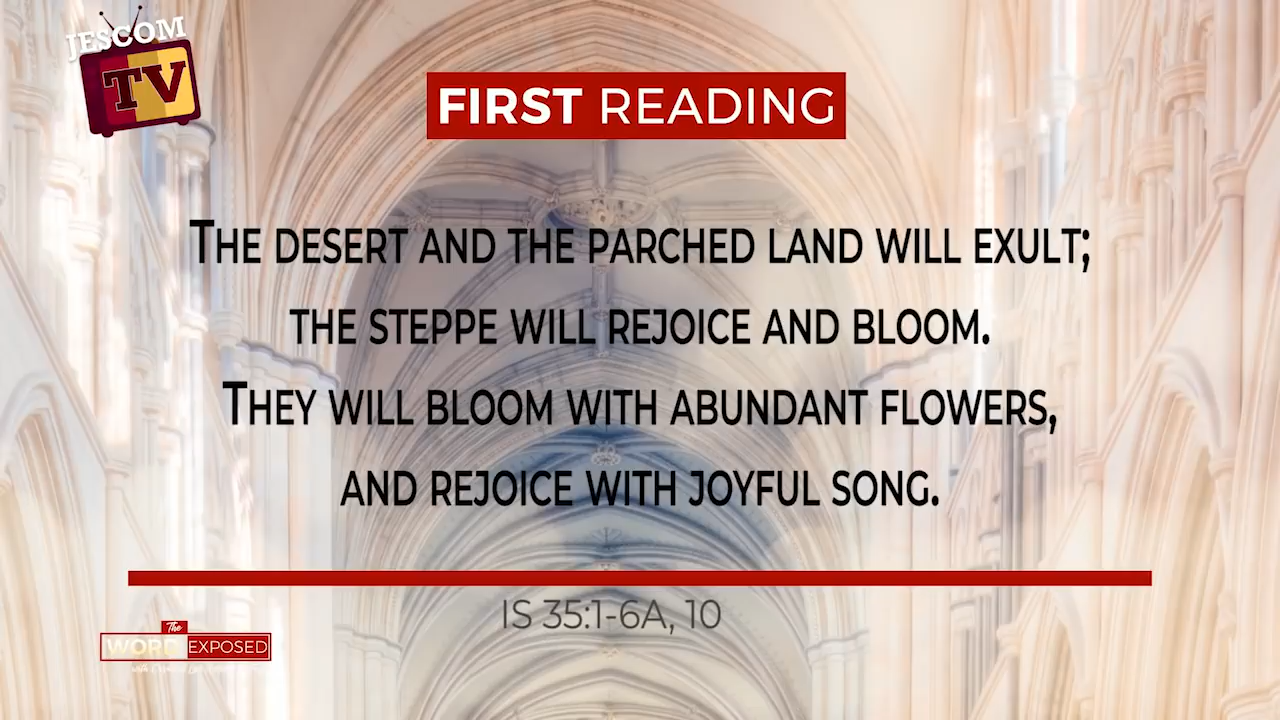 JESCOM
TV
FIRST READING
THE DESERT AND THE PARCHED LAND WILL EXULT;
THE STEPPE WILL REJOICE AND BLOOM.
THEY WILL BLOOM WITH ABUNDANT FLOWERS,
AND REJOICE WITH JOYFUL SONG.
IS 35:1-6A, 10
The
WORD EXPOSED